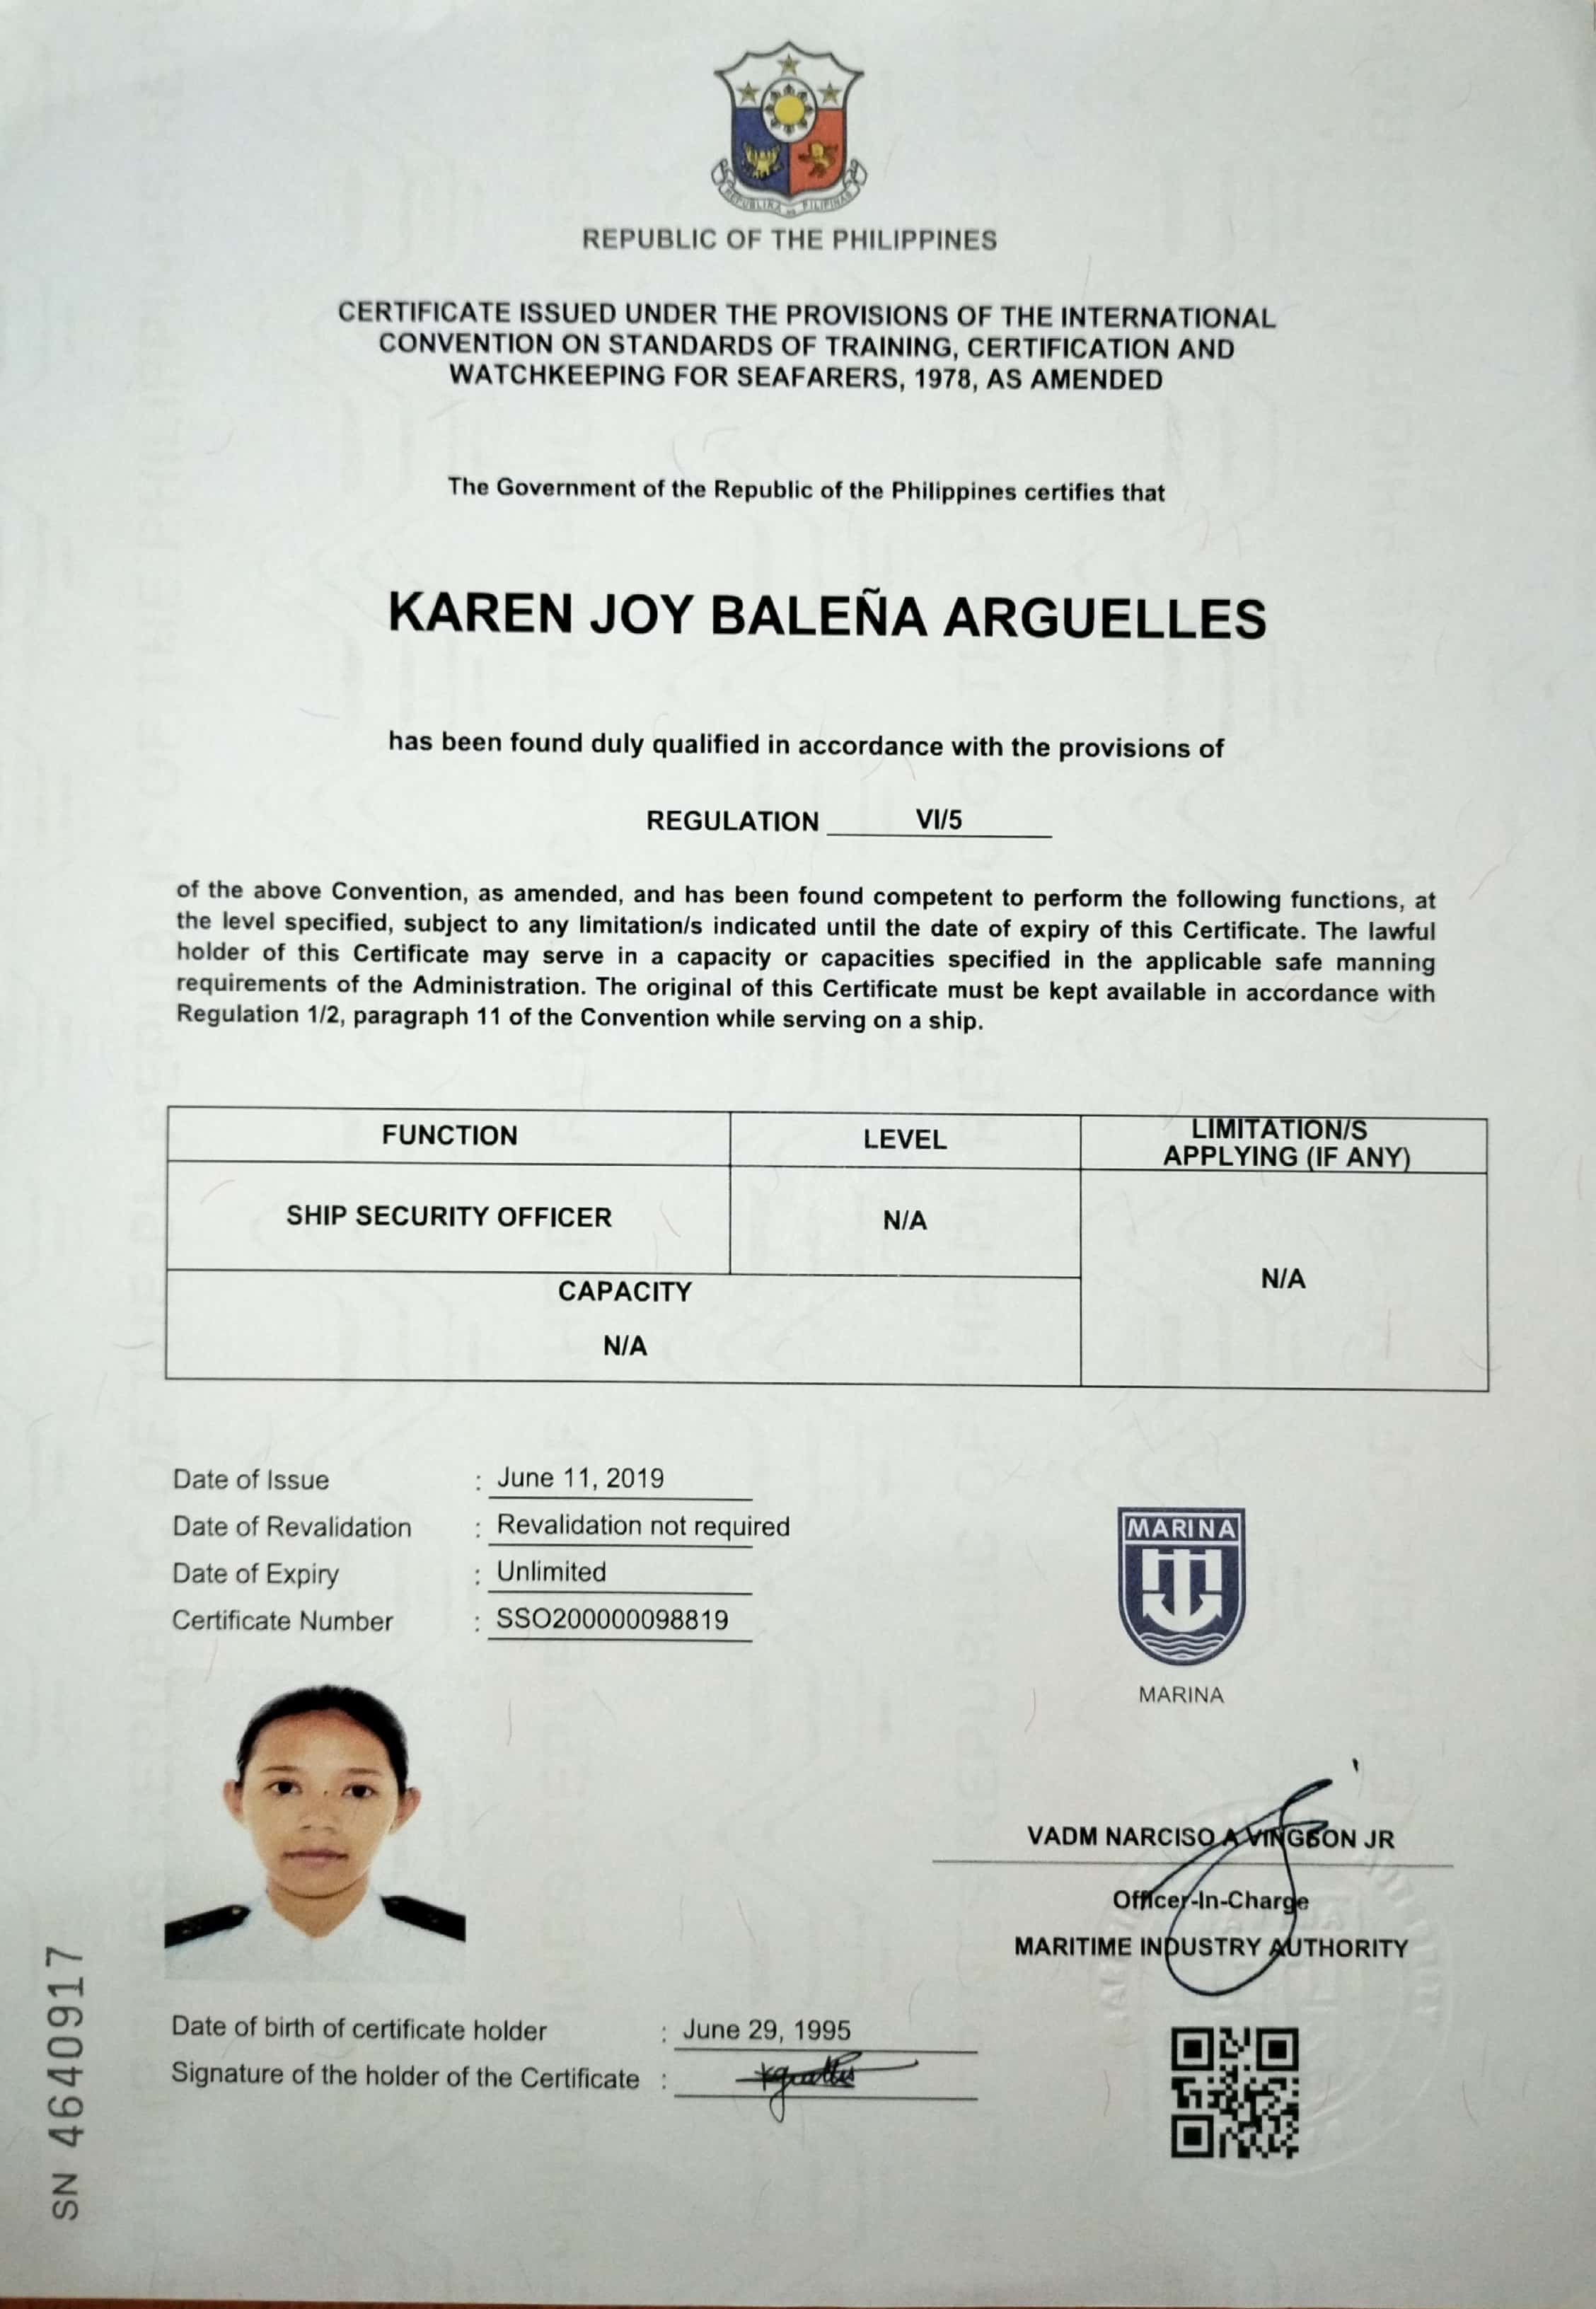 REPUBLIKA NG PILIPINAS
REPUBLIC OF THE PHILIPPINES
CERTIFICATE ISSUED UNDER THE PROVISIONS OF THE INTERNATIONAL
CONVENTION ON STANDARDS OF TRAINING, CERTIFICATION AND
WATCHKEEPING FOR SEAFARERS, 1978, AS AMENDED
The Government of the Republic of the Philippines certifies that
KAREN JOY BALEÑA ARGUELLES
has been found duly qualified in accordance with the provisions of
REGULATION VI/5
of the above Convention, as amended, and has been found competent to perform the following functions, at
the level specified, subject to any limitation/s indicated until the date of expiry of this Certificate. The lawful
holder of this Certificate may serve in a capacity or capacities specified in the applicable safe manning
requirements of the Administration. The original of this Certificate must be kept available in accordance with
Regulation 1/2, paragraph 11 of the Convention while serving on a ship.
FUNCTION LEVEL LIMITATION/S
APPLYING (IF ANY)
SHIP SECURITY OFFICER N/A
N/A
CAPACITY
N/A
Date of Issue : June 11, 2019
Date of Revalidation : Revalidation not required
Date of Expiry : Unlimited
Certificate Number : SSO200000098819
MARINA
MARINA
VADM NARCISO A VINGSON JR
Officer-In-Charge
MARITIME INDUSTRY AUTHORITY
Date of birth of certificate holder : June 29, 1995
Signature of the holder of the Certificate :
SN 4640917